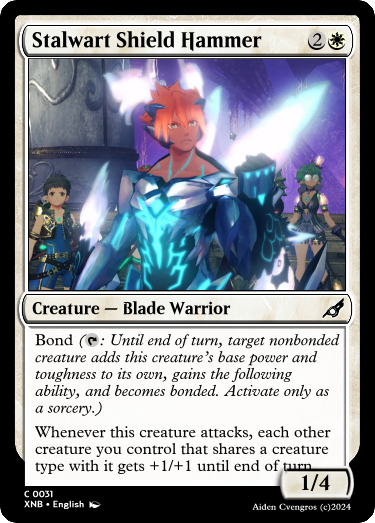 Stalwart Shield Hammer 2
Creature — Blade Warrior
Bond (: Until end of turn, target nonbonded
creature adds this creature's base power and
toughness to its own, gains the following
ability, and becomes bonded. Activate only as
a sorcery.)
Whenever this creature attacks, each other
creature you control that shares a creature
type with it gets +1/+1 until end of turn.
1/4
C 0031
XNB • English
Aiden Cvengros (c)2024